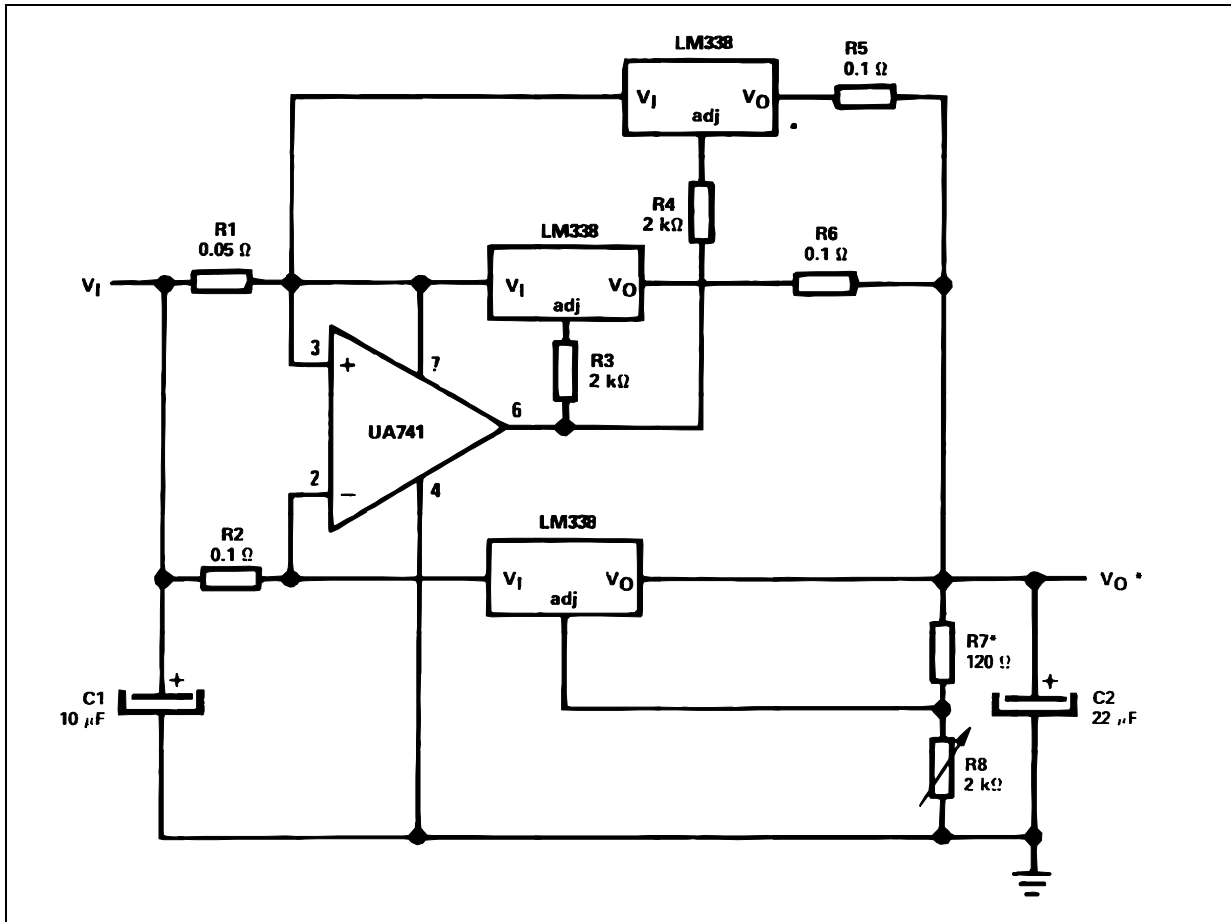 LM338
R5
0.1 Ω
V_I
V_O
adj
R4
2 kΩ
R1
0.05 Ω
LM338
R6
0.1 Ω
V_I
V_I
V_O
adj
3
+
7
R3
2 kΩ
6
UA741
2
−
4
R2
0.1 Ω
LM338
V_I
V_O
adj
V_O *
R7*
120 Ω
C1
10 μF
+
+
C2
22 μF
R8
2 kΩ